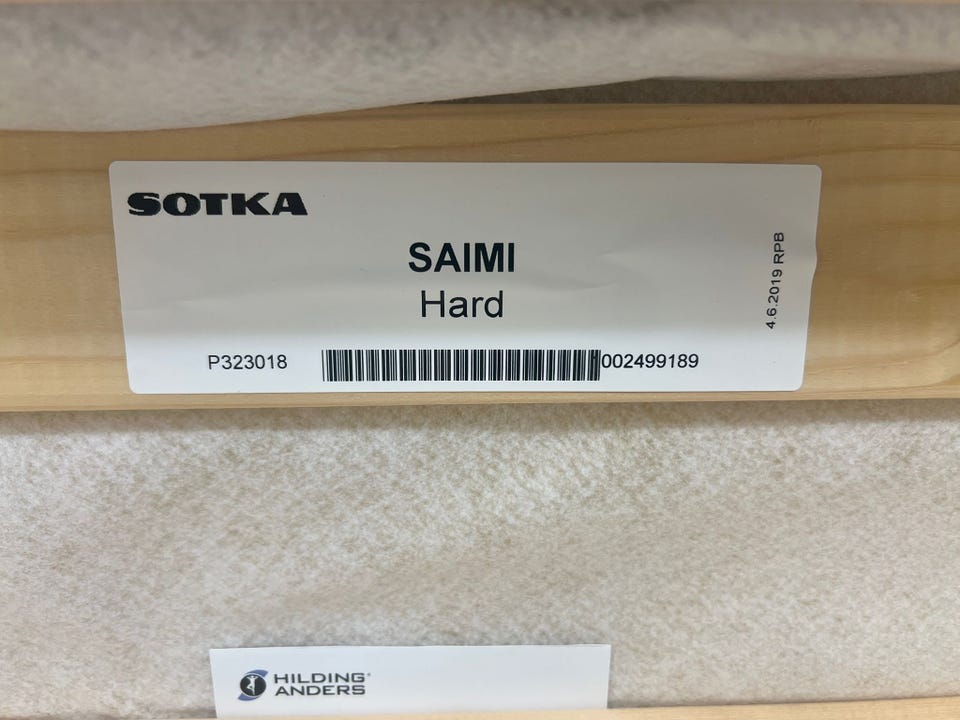 SOTKA
SAIMI
Hard
4.6.2019 RPB
P323018
002499189
HILDING®
ANDERS